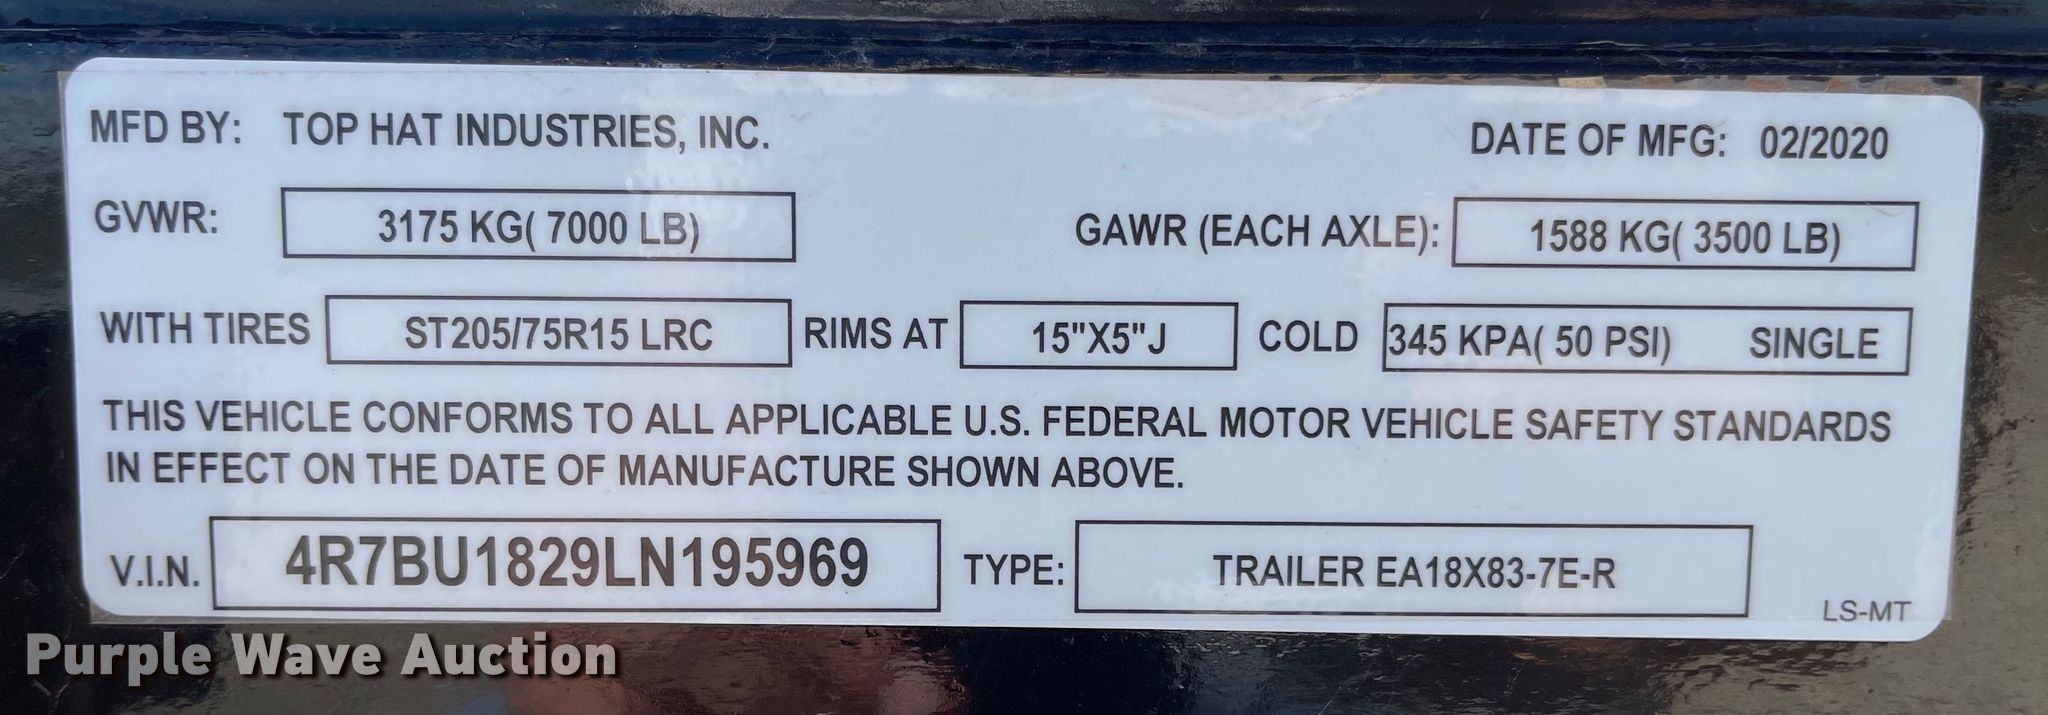 MFD BY: TOP HAT INDUSTRIES, INC. DATE OF MFG: 02/2020
GVWR: 3175 KG( 7000 LB) GAWR (EACH AXLE): 1588 KG( 3500 LB)
WITH TIRES ST205/75R15 LRC RIMS AT 15"X5"J COLD 345 KPA( 50 PSI) SINGLE
THIS VEHICLE CONFORMS TO ALL APPLICABLE U.S. FEDERAL MOTOR VEHICLE SAFETY STANDARDS
IN EFFECT ON THE DATE OF MANUFACTURE SHOWN ABOVE.
V.I.N. 4R7BU1829LN195969 TYPE: TRAILER EA18X83-7E-R
LS-MT
Purple Wave Auction